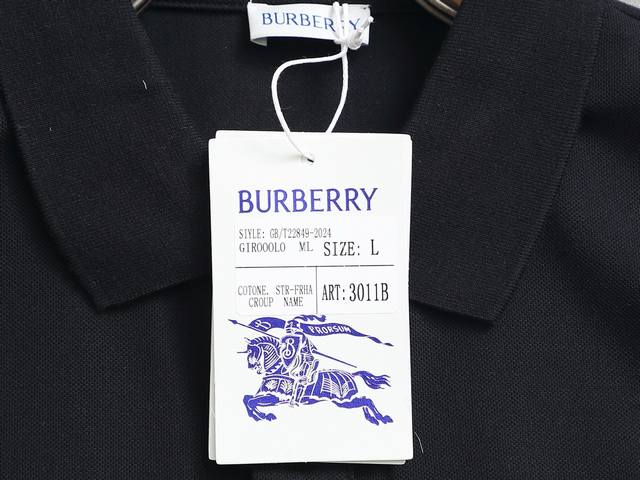 BURBERRY
BURBERRY
STYLE: GB/T22849-2024
GIROOOLO ML SIZE: L
COTONE, STR-FRHA
CROUP NAME
ART: 3011B
PRORSUM